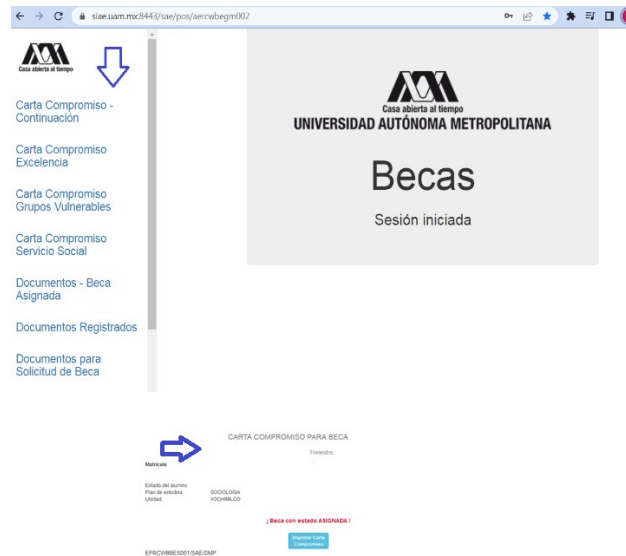 siae.uam.mx:8443/sae/pos/aercwbegm002
Casa abierta al tiempo
Carta Compromiso -
Continuación
Carta Compromiso
Excelencia
Carta Compromiso
Grupos Vulnerables
Carta Compromiso
Servicio Social
Documentos - Beca
Asignada
Documentos Registrados
Documentos para
Solicitud de Beca
Casa abierta al tiempo
UNIVERSIDAD AUTÓNOMA METROPOLITANA
Becas
Sesión iniciada
CARTA COMPROMISO PARA BECA
Trimestre
Matrícula
Estado del alumno
Plan de estudios SOCIOLOGIA
Unidad XOCHIMILCO
¡ Beca con estado ASIGNADA !
Imprimir Carta
Compromiso
EPRCWBBES001/SAE/DMP